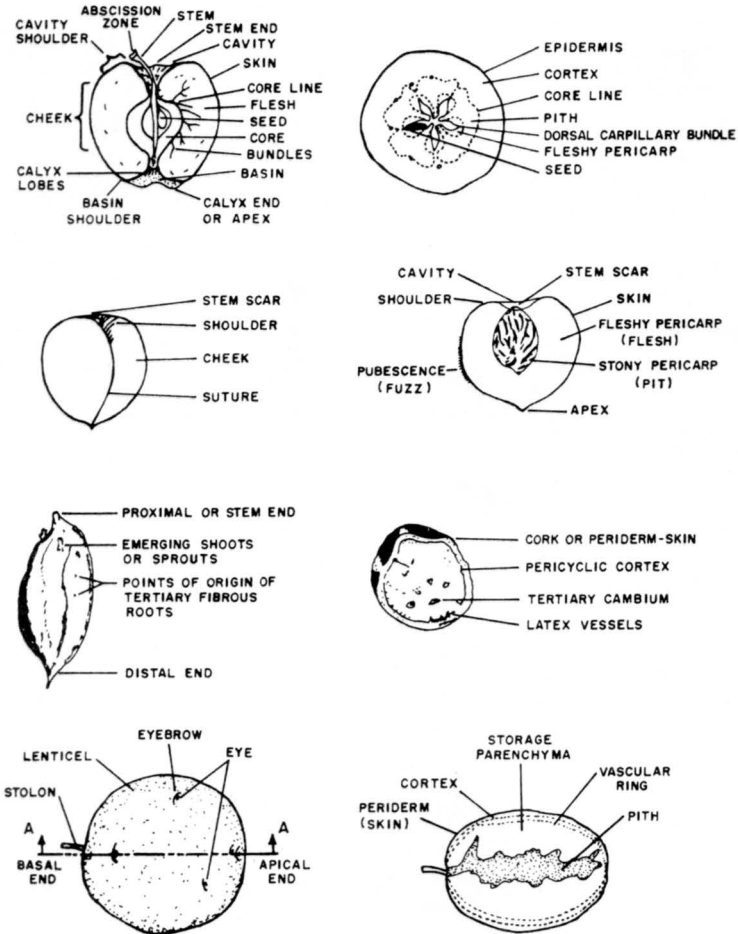 ABSCISSION
ZONE
CAVITY
SHOULDER
STEM
STEM END
CAVITY
SKIN
CORE LINE
FLESH
SEED
CORE
BUNDLES
BASIN
CALYX END
OR APEX
CHEEK
CALYX
LOBES
BASIN
SHOULDER
EPIDERMIS
CORTEX
CORE LINE
PITH
DORSAL CARPILLARY BUNDLE
FLESHY PERICARP
SEED
STEM SCAR
SHOULDER
CHEEK
SUTURE
CAVITY
STEM SCAR
SHOULDER
SKIN
FLESHY PERICARP
(FLESH)
STONY PERICARP
(PIT)
PUBESCENCE
(FUZZ)
APEX
PROXIMAL OR STEM END
EMERGING SHOOTS
OR SPROUTS
POINTS OF ORIGIN OF
TERTIARY FIBROUS
ROOTS
DISTAL END
CORK OR PERIDERM-SKIN
PERICYCLIC CORTEX
TERTIARY CAMBIUM
LATEX VESSELS
EYEBROW
LENTICEL
EYE
STOLON
A
A
BASAL
END
APICAL
END
STORAGE
PARENCHYMA
CORTEX
VASCULAR
RING
PERIDERM
(SKIN)
PITH